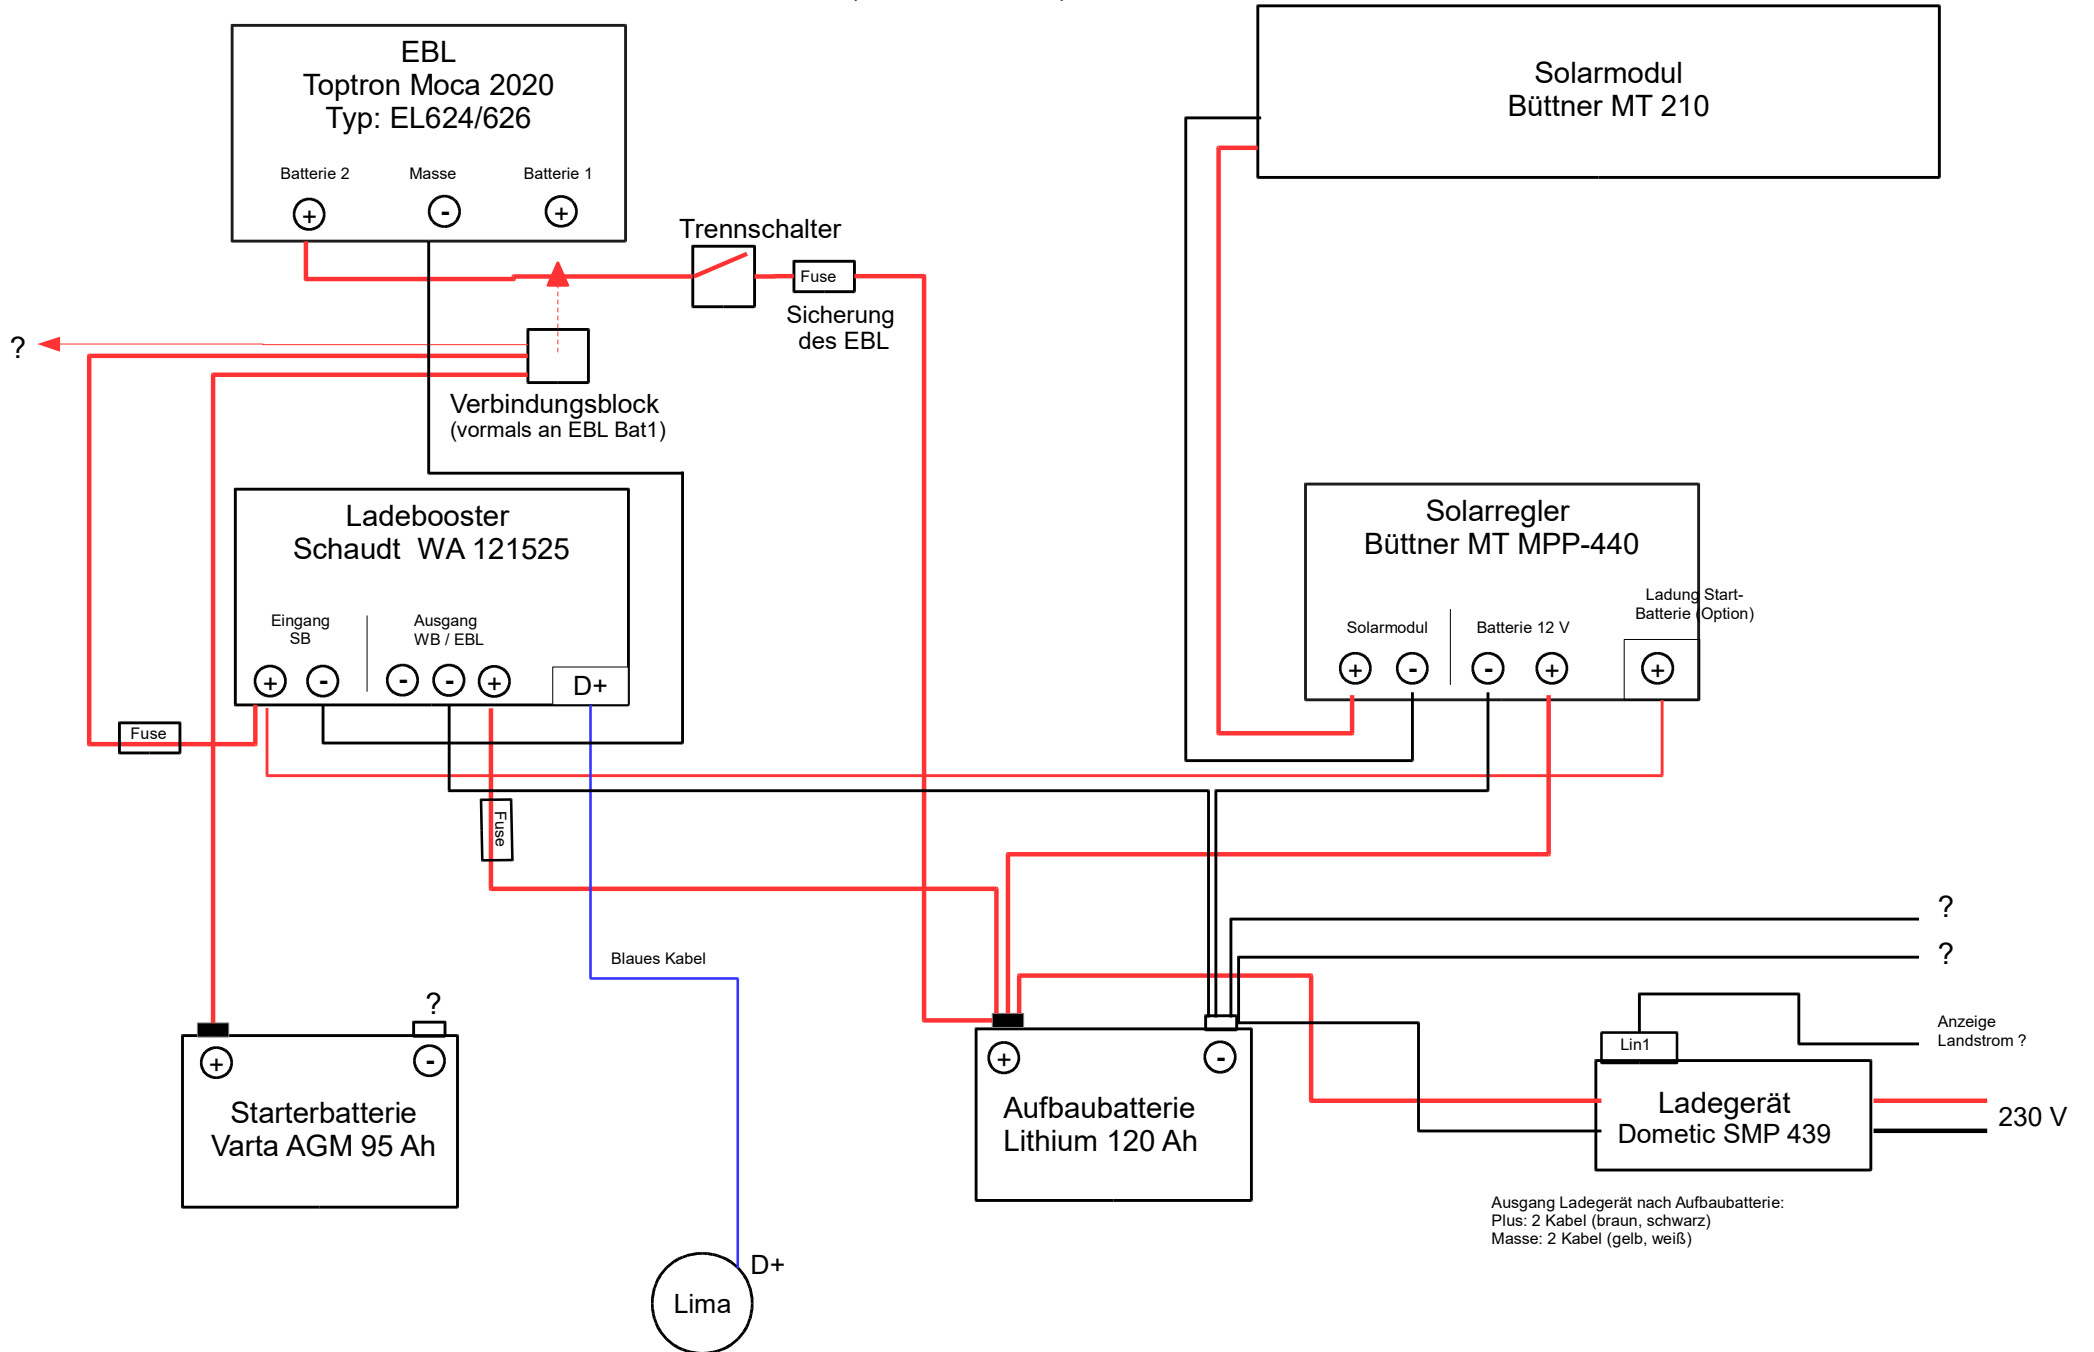 EBL
Toptron Moca 2020
Typ: EL624/626
Batterie 2
Masse
Batterie 1
+
-
+
Solarmodul
Büttner MT 210
Trennschalter
Fuse
Sicherung
des EBL
?
Verbindungsblock
(vormals an EBL Bat1)
Ladebooster
Schaudt WA 121525
Eingang
SB
Ausgang
WB / EBL
+
-
-
-
+
D+
Fuse
Fuse
Solarregler
Büttner MT MPP-440
Ladung Start-
Batterie (Option)
Solarmodul
Batterie 12 V
+
-
-
+
+
Blaues Kabel
?
?
?
+
-
Starterbatterie
Varta AGM 95 Ah
+
-
Aufbaubatterie
Lithium 120 Ah
Anzeige
Landstrom ?
Lin1
Ladegerät
Dometic SMP 439
230 V
Ausgang Ladegerät nach Aufbaubatterie:
Plus: 2 Kabel (braun, schwarz)
Masse: 2 Kabel (gelb, weiß)
D+
Lima